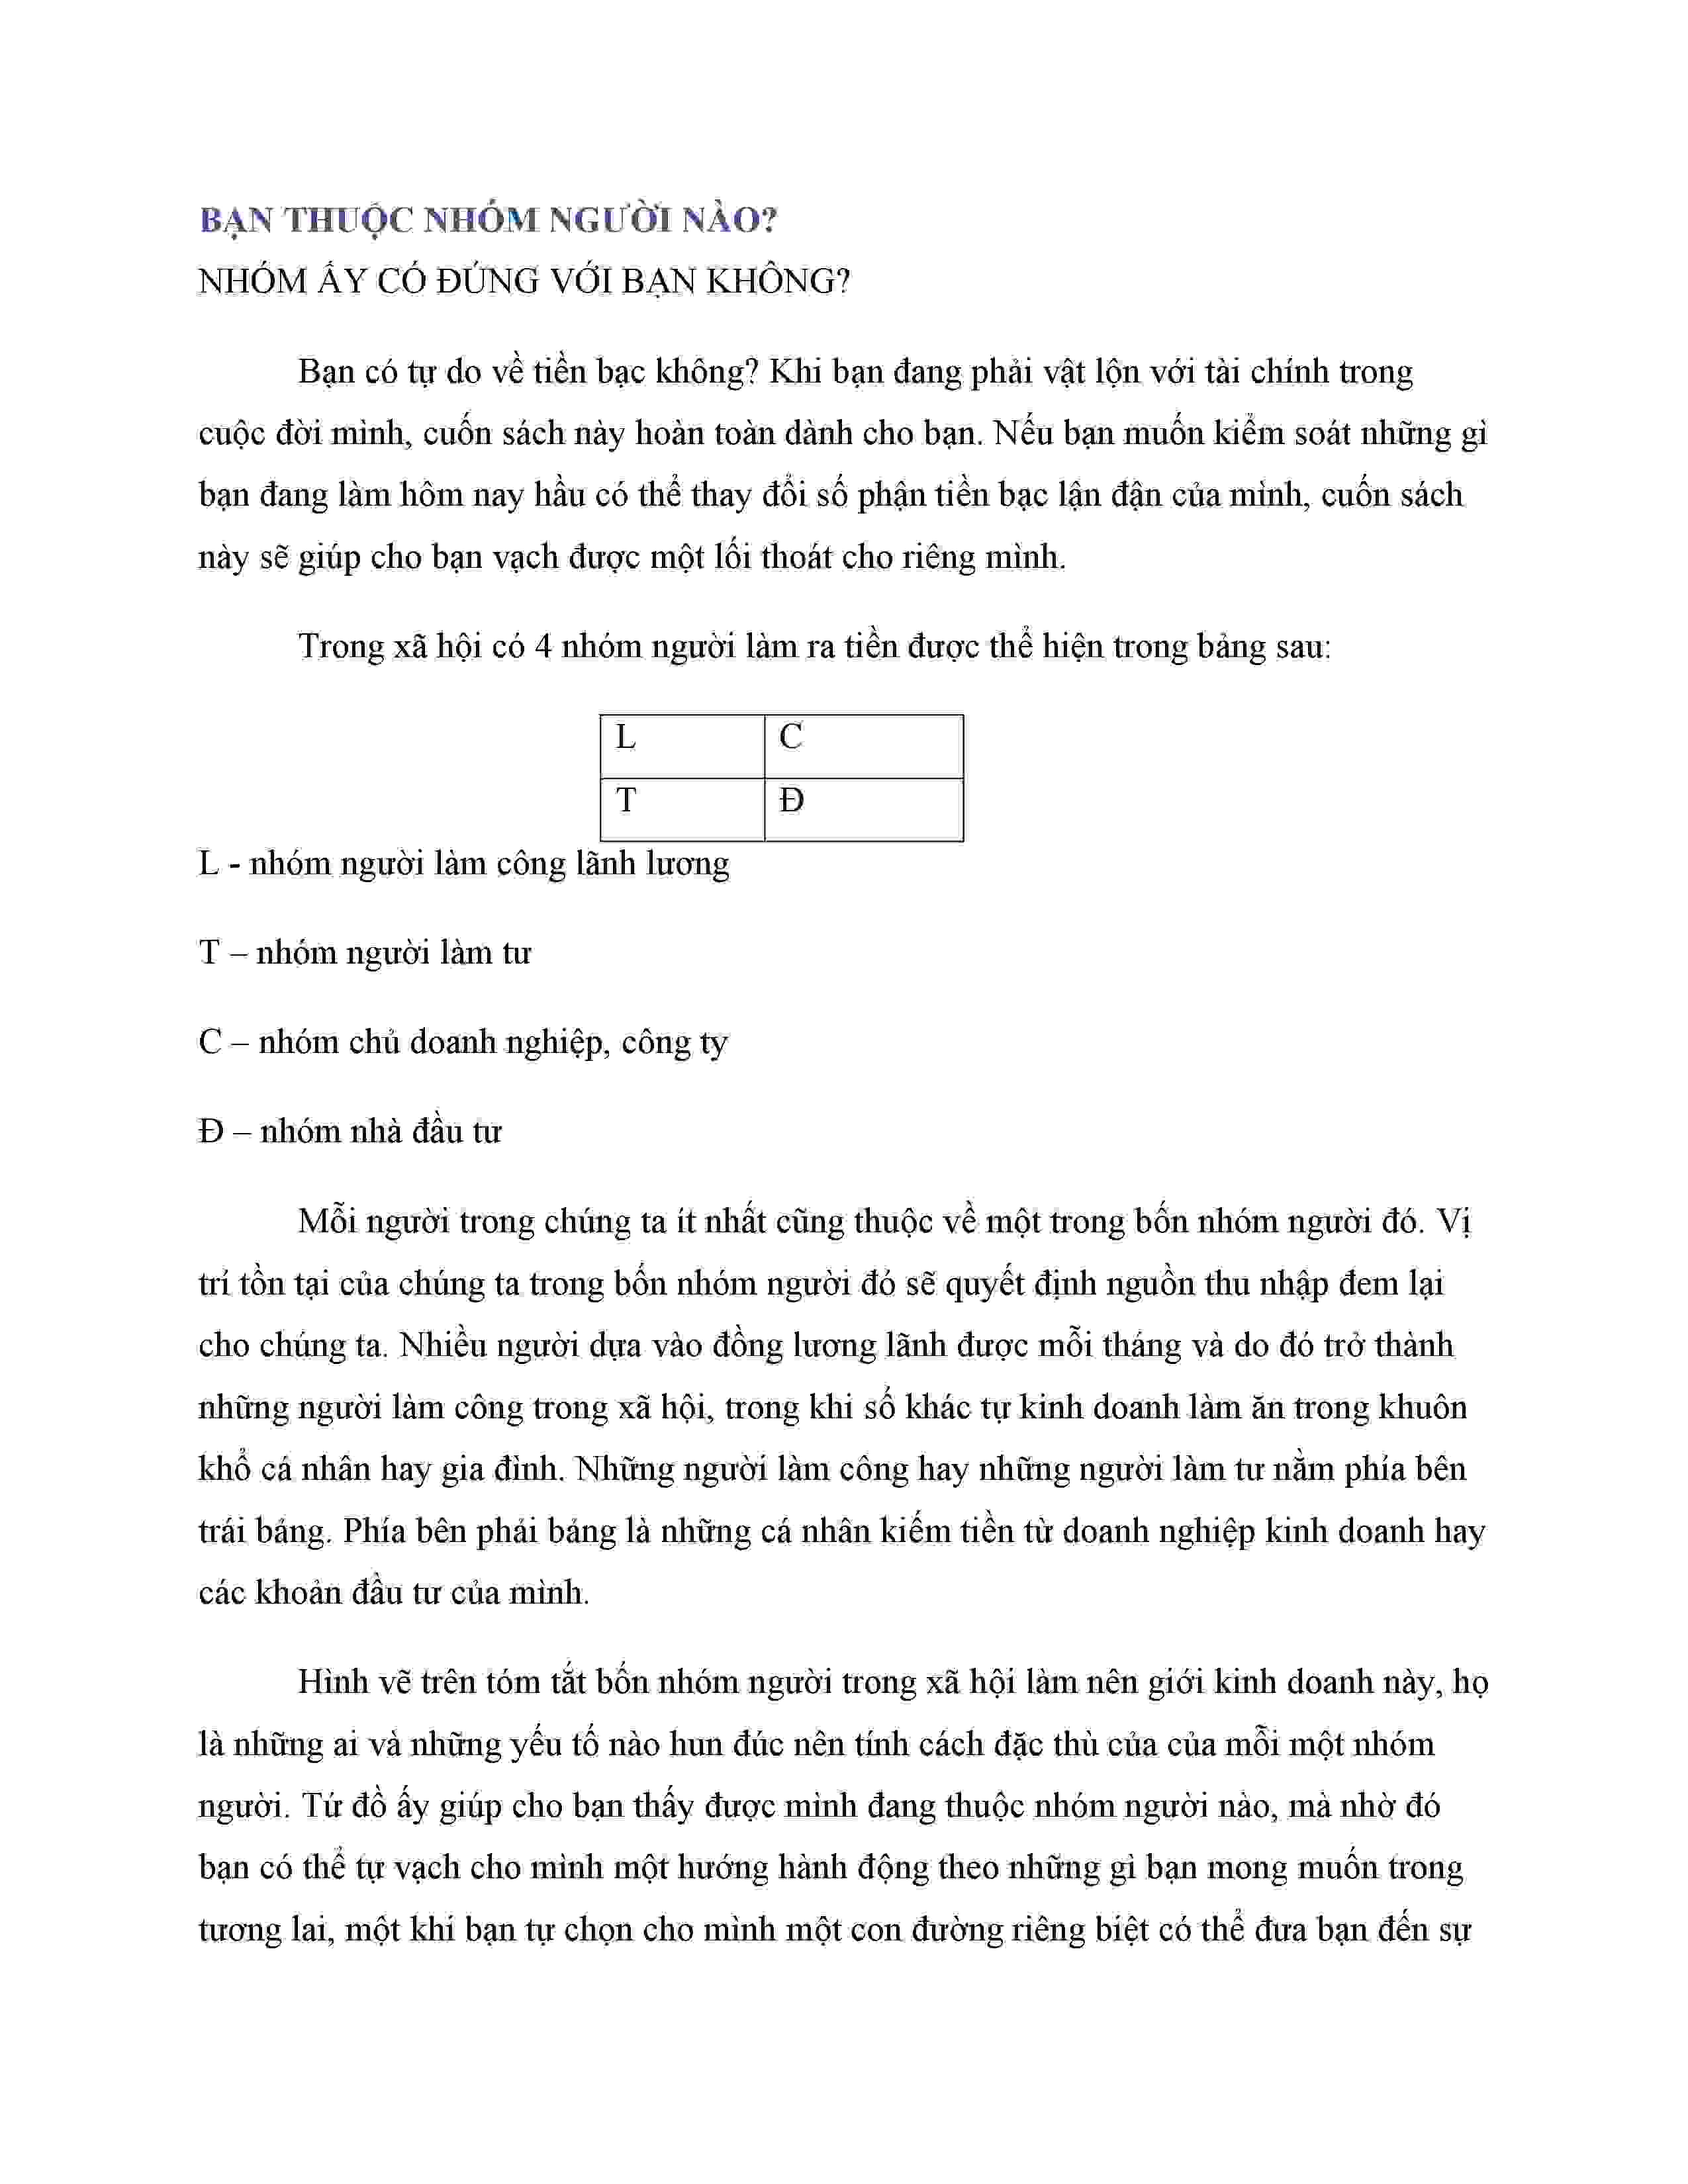 BẠN THUỘC NHÓM NGƯỜI NÀO?
NHÓM ẤY CÓ ĐÚNG VỚI BẠN KHÔNG?
Bạn có tự do về tiền bạc không? Khi bạn đang phải vật lộn với tài chính trong
cuộc đời mình, cuốn sách này hoàn toàn dành cho bạn. Nếu bạn muốn kiểm soát những gì
bạn đang làm hôm nay hầu có thể thay đổi số phận tiền bạc lận đận của mình, cuốn sách
này sẽ giúp cho bạn vạch được một lối thoát cho riêng mình.
Trong xã hội có 4 nhóm người làm ra tiền được thể hiện trong bảng sau:
L C
T Đ
L - nhóm người làm công lãnh lương
T – nhóm người làm tư
C – nhóm chủ doanh nghiệp, công ty
Đ – nhóm nhà đầu tư
Mỗi người trong chúng ta ít nhất cũng thuộc về một trong bốn nhóm người đó. Vị
trí tồn tại của chúng ta trong bốn nhóm người đó sẽ quyết định nguồn thu nhập đem lại
cho chúng ta. Nhiều người dựa vào đồng lương lãnh được mỗi tháng và do đó trở thành
những người làm công trong xã hội, trong khi số khác tự kinh doanh làm ăn trong khuôn
khổ cá nhân hay gia đình. Những người làm công hay những người làm tư nằm phía bên
trái bảng. Phía bên phải bảng là những cá nhân kiếm tiền từ doanh nghiệp kinh doanh hay
các khoản đầu tư của mình.
Hình vẽ trên tóm tắt bốn nhóm người trong xã hội làm nên giới kinh doanh này, họ
là những ai và những yếu tố nào hun đúc nên tính cách đặc thù của của mỗi một nhóm
người. Tứ đồ ấy giúp cho bạn thấy được mình đang thuộc nhóm người nào, mà nhờ đó
bạn có thể tự vạch cho mình một hướng hành động theo những gì bạn mong muốn trong
tương lai, một khi bạn tự chọn cho mình một con đường riêng biệt có thể đưa bạn đến sự